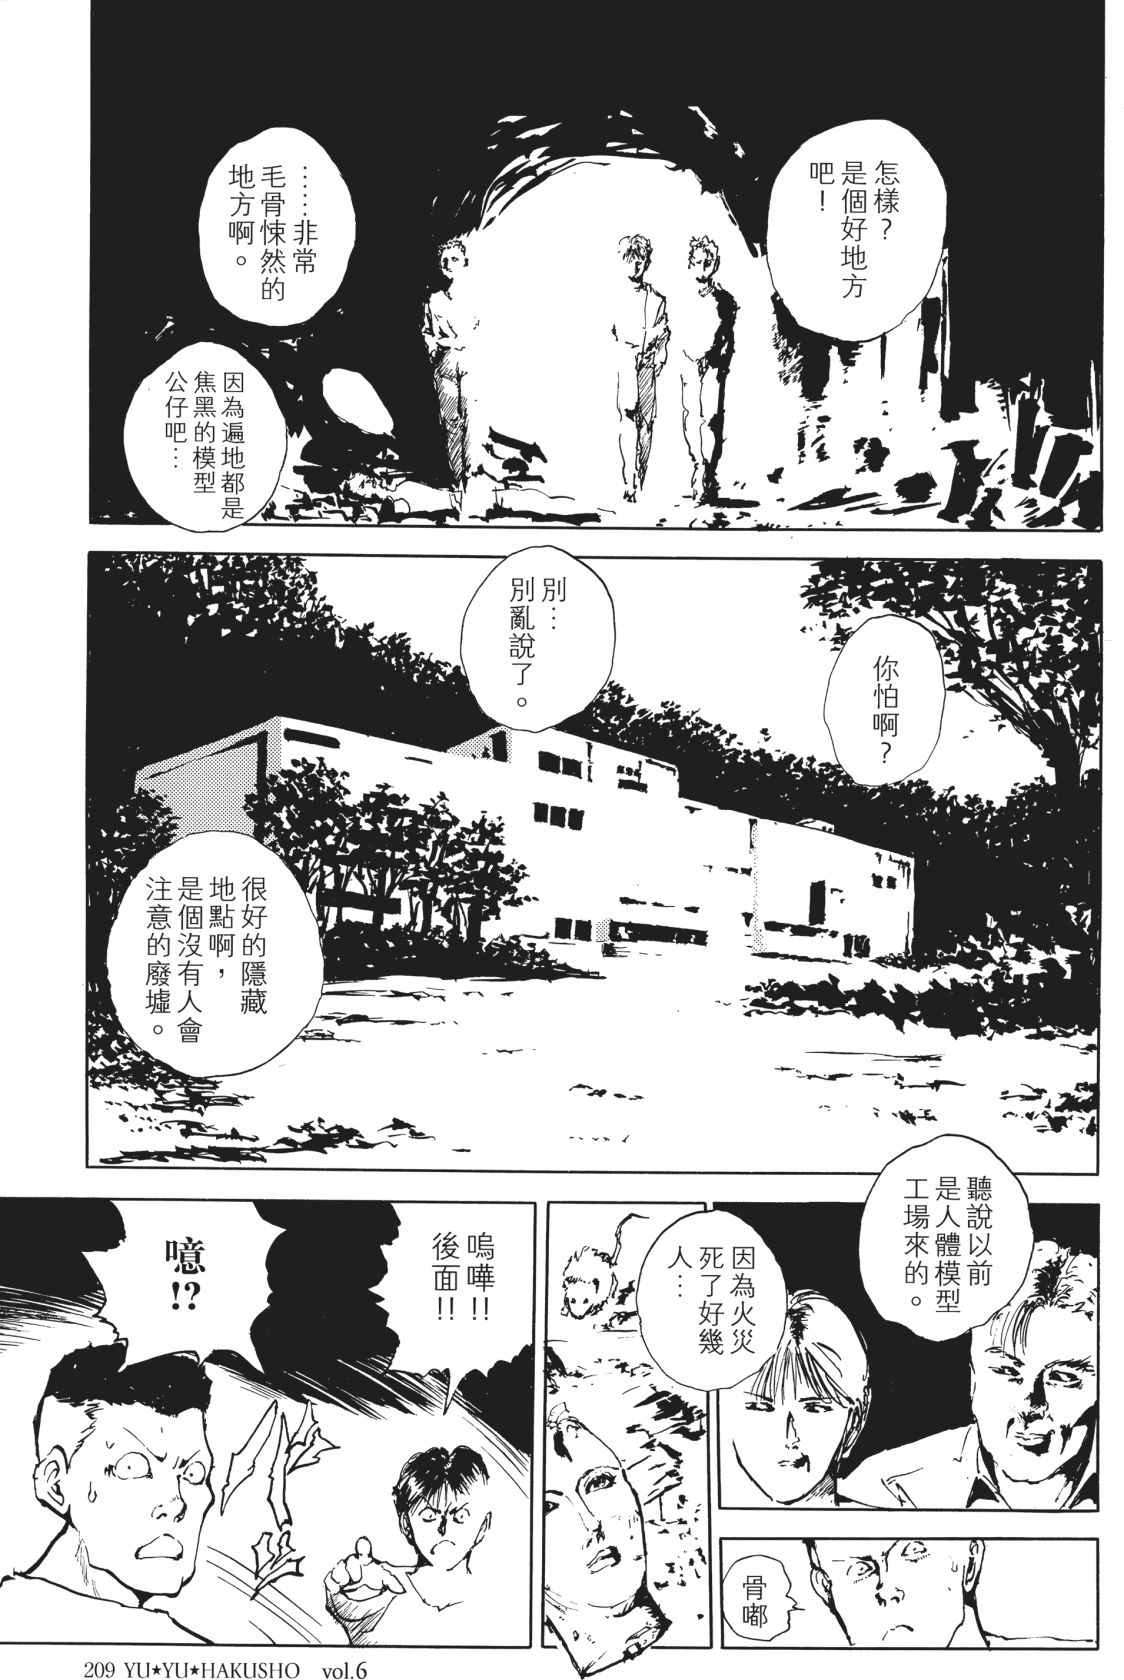 怎樣？
是個好地方
吧！
……非常
毛骨悚然的
地方啊。
因為遍地都是
焦黑的模型
公仔吧…
你怕啊？
別…
別亂說了。
很好的隱藏
地點啊，
是個沒有人會
注意的廢墟。
聽說以前
是人體模型
工場來的。
因為火災
死了好幾
人…
骨嘟
嗚嘩!!
後面!!
噫!?
209 YU★YU★HAKUSHO vol.6